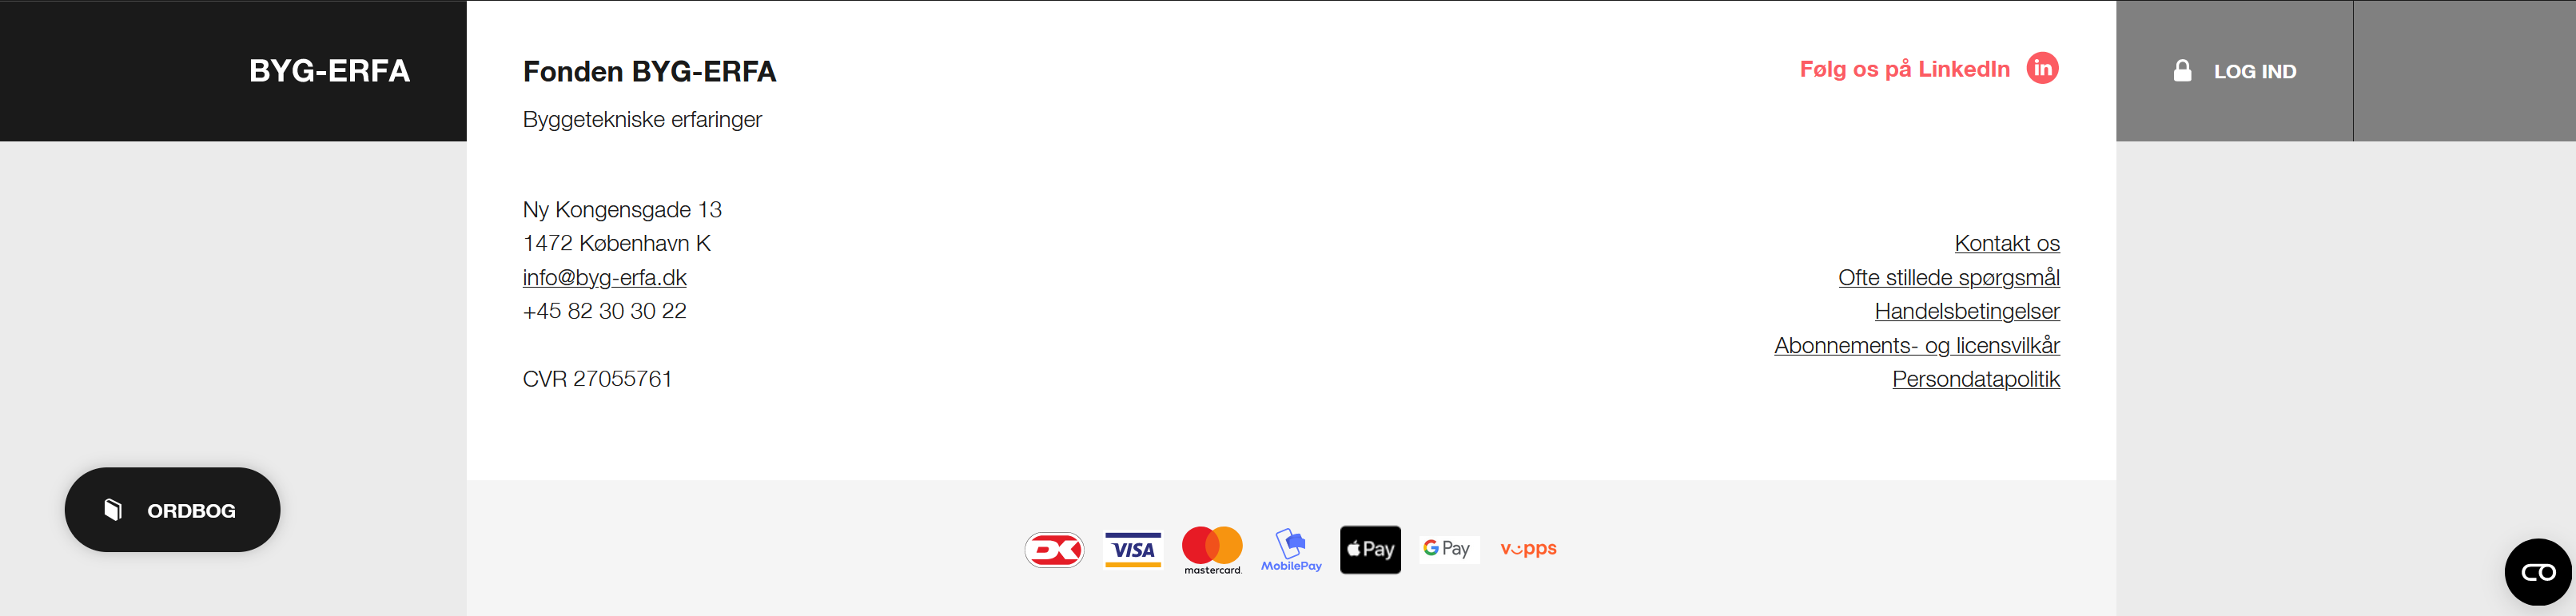 BYG-ERFA
Fonden BYG-ERFA
Følg os på LinkedIn in
LOG IND
Byggetekniske erfaringer
Ny Kongensgade 13
1472 København K
info@byg-erfa.dk
+45 82 30 30 22
CVR 27055761
Kontakt os
Ofte stillede spørgsmål
Handelsbetingelser
Abonnements- og licensvilkår
Persondatapolitik
ORDBOG
DK
VISA
mastercard.
MobilePay
Pay
G Pay
vipps